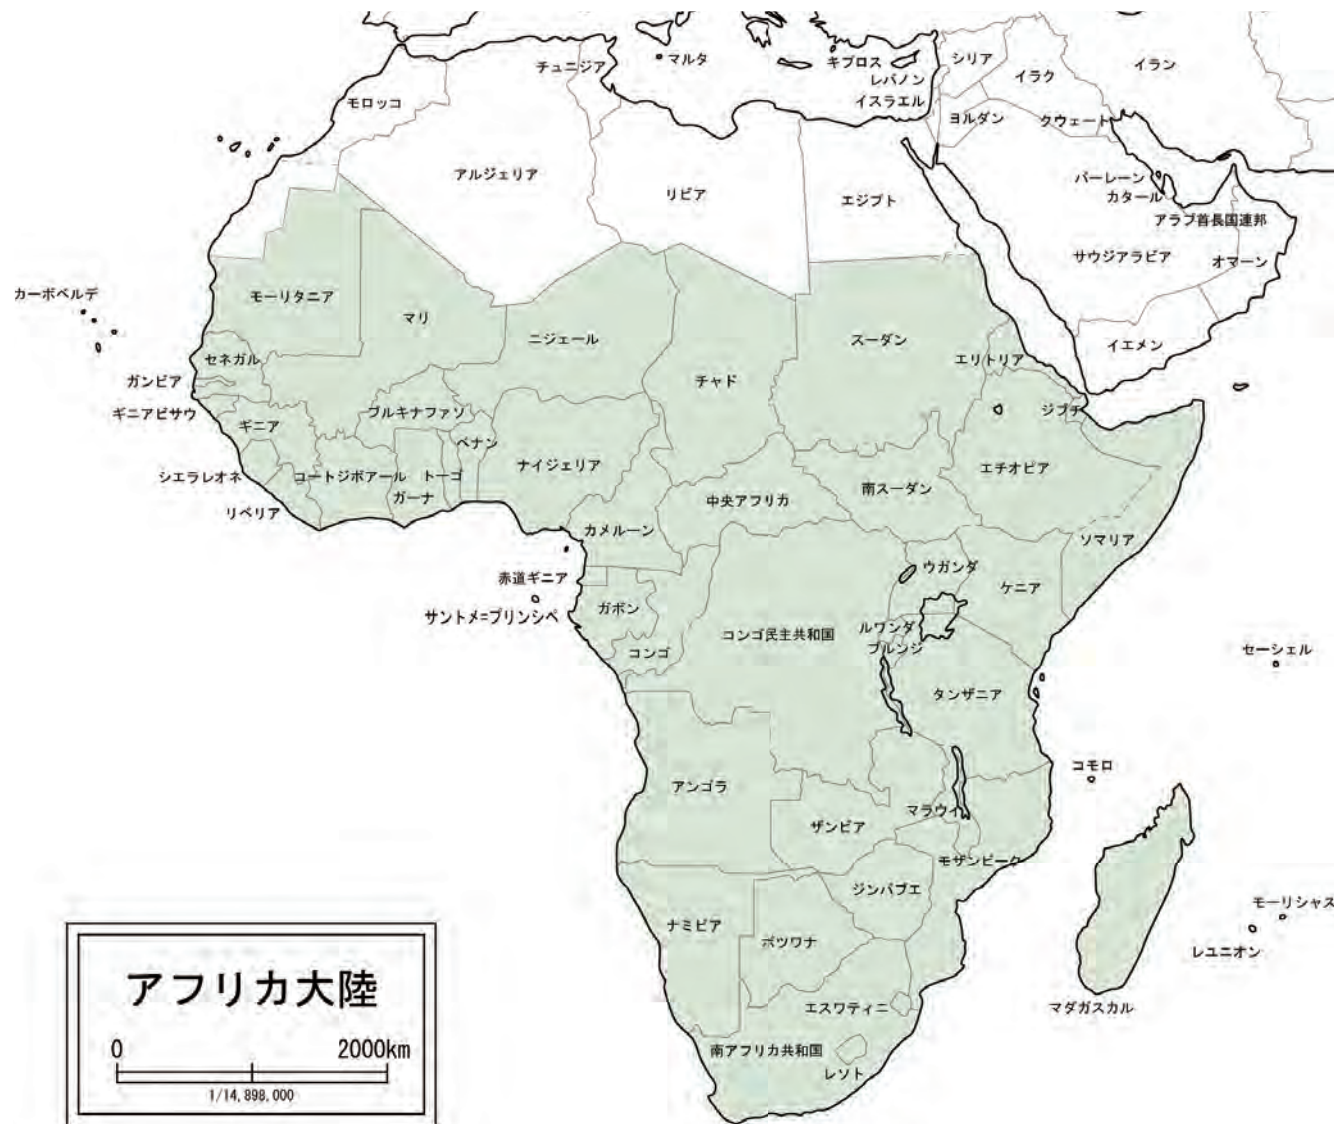 チュニジア
マルタ
キプロス
シリア
レバノン
イラク
イラン
イスラエル
モロッコ
ヨルダン
クウェート
アルジェリア
リビア
エジプト
バーレーン
カタール
アラブ首長国連邦
サウジアラビア
オマーン
カーボベルデ
モーリタニア
マリ
ニジェール
スーダン
イエメン
セネガル
エリトリア
ガンビア
チャド
ギニアビサウ
ブルキナファソ
ジブチ
ギニア
ベナン
ナイジェリア
エチオピア
シエラレオネ
コートジボアール
トーゴ
ガーナ
中央アフリカ
南スーダン
リベリア
カメルーン
ソマリア
赤道ギニア
ウガンダ
ケニア
サントメ=プリンシペ
ガボン
コンゴ
コンゴ民主共和国
ルワンダ
ブルンジ
セーシェル
タンザニア
コモロ
アンゴラ
マラウイ
ザンビア
モザンビーク
ジンバブエ
ナミビア
ボツワナ
モーリシャス
レユニオン
エスワティニ
マダガスカル
南アフリカ共和国
レソト
アフリカ大陸
0 2000km
1/14,898,000